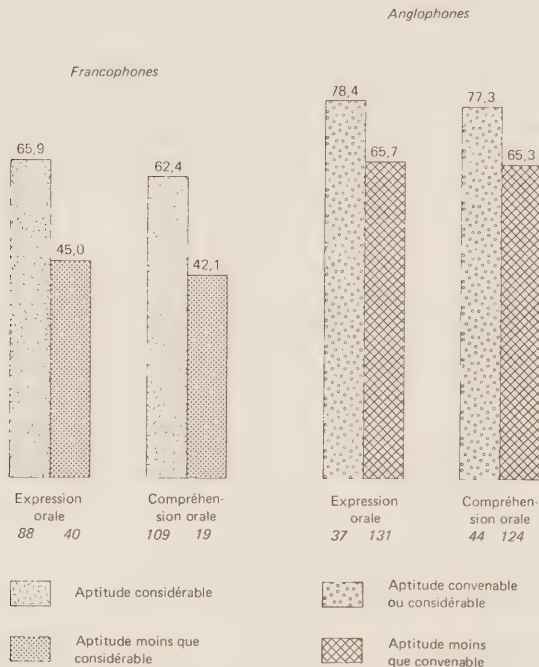 Anglophones
Francophones
78,4
77,3
65,9
65,7
65,3
62,4
45,0
42,1
Expression
orale
88 40
Compréhen-
sion orale
109 19
Expression
orale
37 131
Compréhen-
sion orale
44 124
Aptitude considérable
Aptitude moins que
considérable
Aptitude convenable
ou considérable
Aptitude moins
que convenable